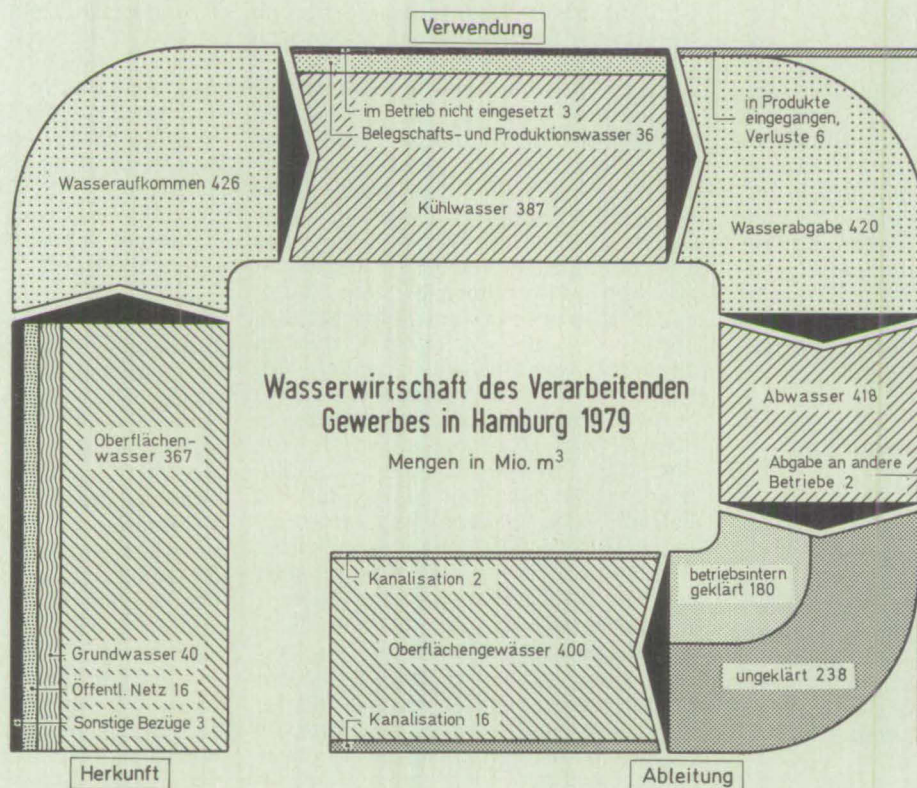 Verwendung
im Betrieb nicht eingesetzt 3
Belegschafts- und Produktionswasser 36
Kühlwasser 387
Wasseraufkommen 426
in Produkte
eingegangen,
Verluste 6
Wasserabgabe 420
Wasserwirtschaft des Verarbeitenden
Gewerbes in Hamburg 1979
Mengen in Mio. m³
Oberflächen-
wasser 367
Grundwasser 40
Öffentl. Netz 16
Sonstige Bezüge 3
Herkunft
Abwasser 418
Abgabe an andere
Betriebe 2
betriebsintern
geklärt 180
ungeklärt 238
Kanalisation 2
Oberflächengewässer 400
Kanalisation 16
Ableitung